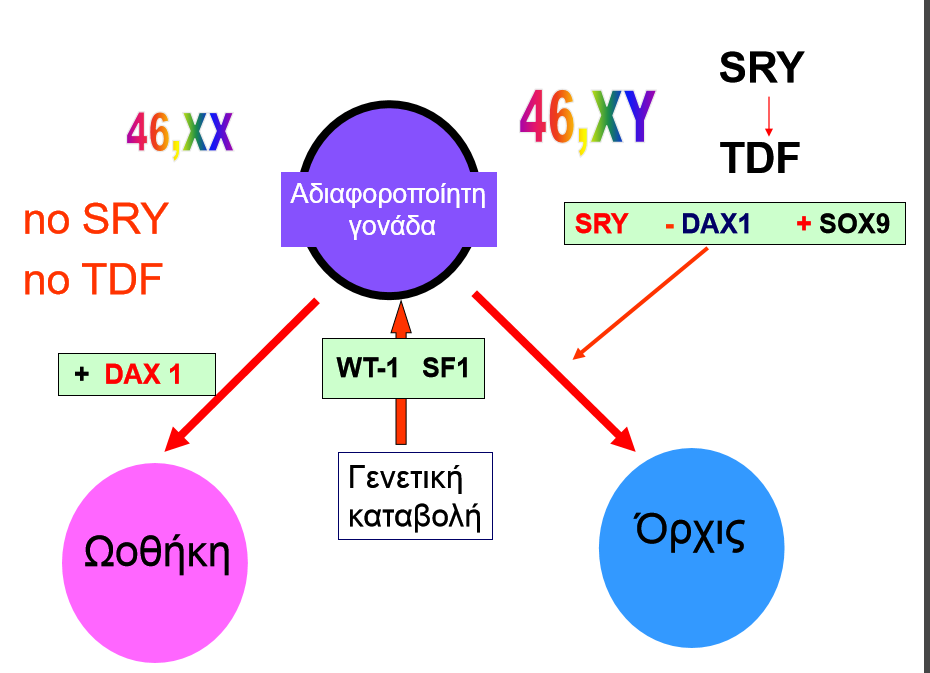 SRY
TDF
46,XX
46,XY
Αδιαφοροποίητη
γονάδα
no SRY
no TDF
SRY - DAX1 + SOX9
+ DAX 1
WT-1 SF1
Γενετική
καταβολή
Ωοθήκη
Όρχις